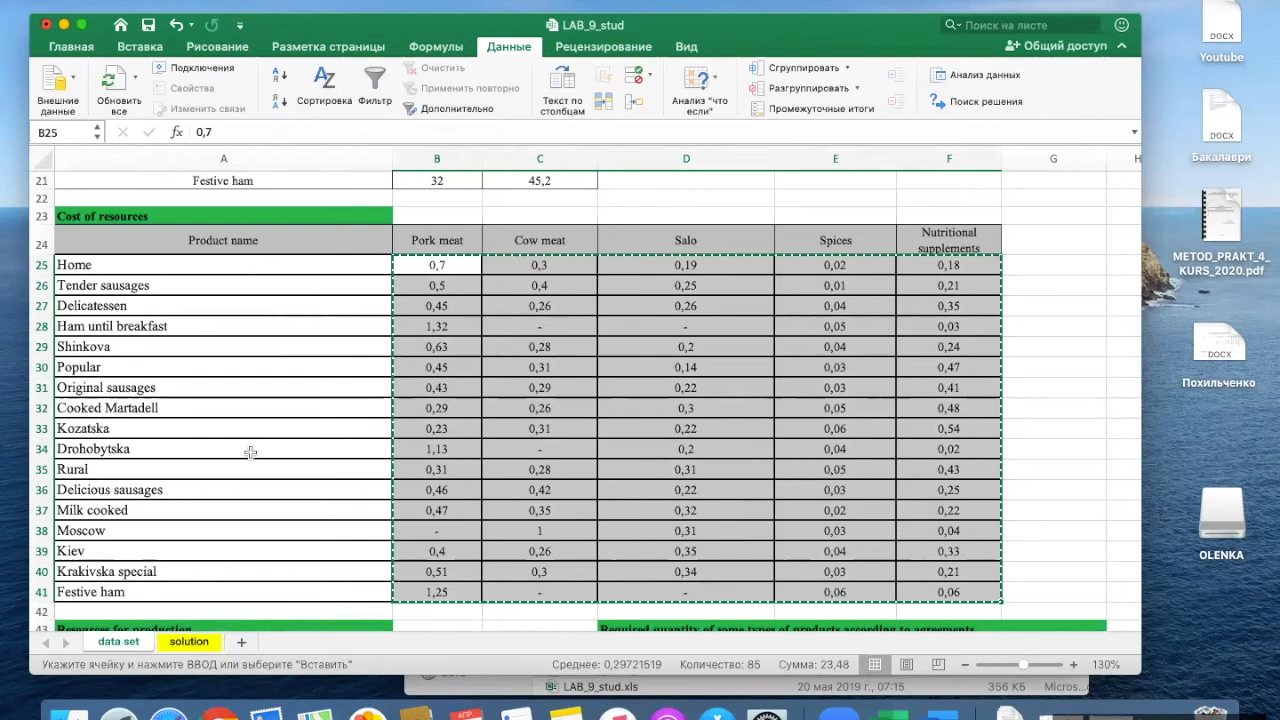 LAB_9_stud
Поиск на листе
Главная Вставка Рисование Разметка страницы Формулы Данные Рецензирование Вид Общий доступ
Внешние данные
Обновить все
Подключения
Свойства
Изменить связи
Сортировка
Фильтр
Очистить
Применить повторно
Дополнительно
Текст по столбцам
Анализ "что если"
Сгруппировать
Разгруппировать
Промежуточные итоги
Анализ данных
Поиск решения
B25 fx 0,7
A B C D E F G H
21 Festive ham 32 45,2
22
23 Cost of resources
24 Product name Pork meat Cow meat Salo Spices Nutritional supplements
25 Home 0,7 0,3 0,19 0,02 0,18
26 Tender sausages 0,5 0,4 0,25 0,01 0,21
27 Delicatessen 0,45 0,26 0,26 0,04 0,35
28 Ham until breakfast 1,32 - - 0,05 0,03
29 Shinkova 0,63 0,28 0,2 0,04 0,24
30 Popular 0,45 0,31 0,14 0,03 0,47
31 Original sausages 0,43 0,29 0,22 0,03 0,41
32 Cooked Martadell 0,29 0,26 0,3 0,05 0,48
33 Kozatska 0,23 0,31 0,22 0,06 0,54
34 Drohobytska 1,13 - 0,2 0,04 0,02
35 Rural 0,31 0,28 0,31 0,05 0,43
36 Delicious sausages 0,46 0,42 0,22 0,03 0,25
37 Milk cooked 0,47 0,35 0,32 0,02 0,22
38 Moscow - 1 0,31 0,03 0,04
39 Kiev 0,4 0,26 0,35 0,04 0,33
40 Krakivska special 0,51 0,3 0,34 0,03 0,21
41 Festive ham 1,25 - - 0,06 0,06
42
43 Resources for production Required quantity of some types of products according to agreements
data set solution +
Укажите ячейку и нажмите ВВОД или выберите "Вставить" Среднее: 0,29721519 Количество: 85 Сумма: 23,48 130%
LAB_9_stud.xls 20 мая 2019 г., 07:15 356 КБ Micros...
DOCX
Youtube
DOCX
Бакалаври
METOD_PRAKT_4_
KURS_2020.pdf
DOCX
Похильченко
OLENKA
АПР